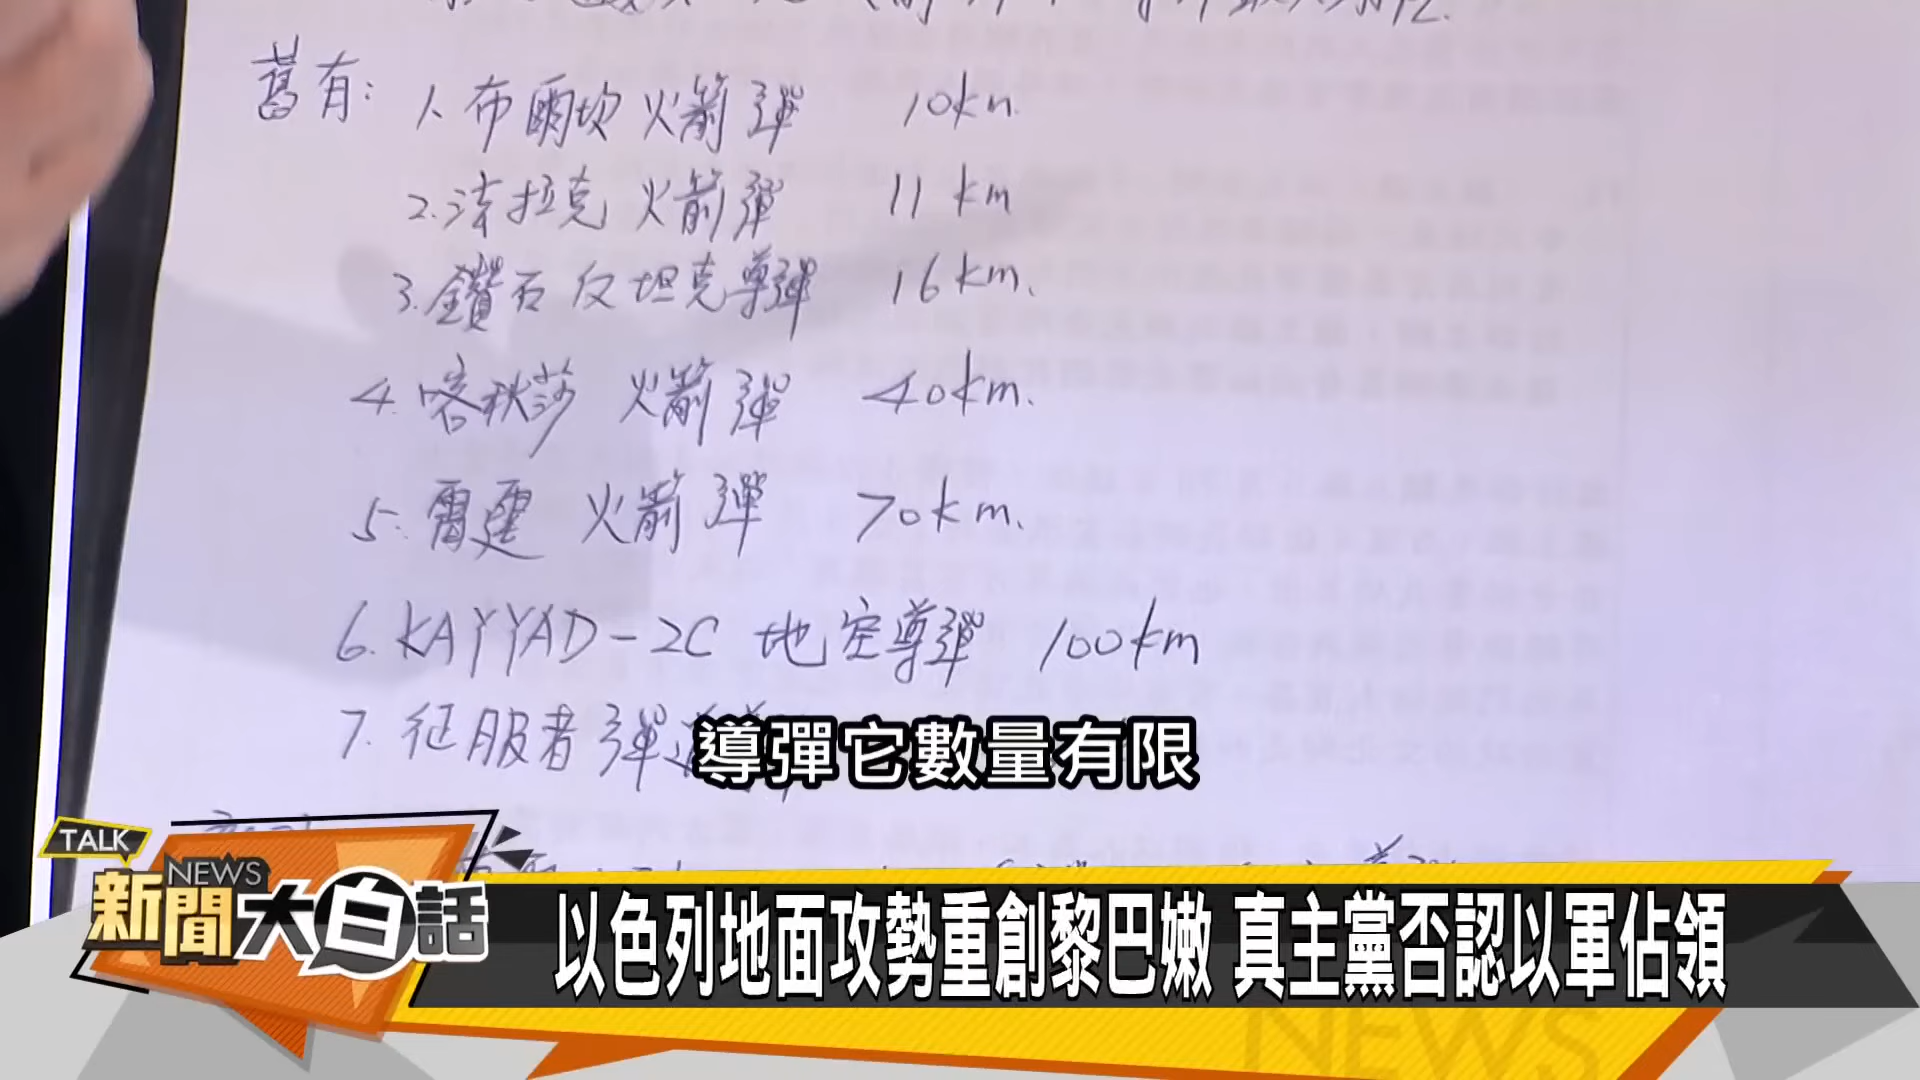 舊有: 1. 布爾坎 火箭彈 10km.
2. 法拉克 火箭彈 11km
3. 鑽石反坦克導彈 16km.
4. 喀秋莎 火箭彈 40km.
5. 雷霆 火箭彈 70km.
6. KAYYAD-2C 地空導彈 100km
7. 征服者 彈
導彈它數量有限
TALK
NEWS
新聞大白話
以色列地面攻勢重創黎巴嫩 真主黨否認以軍佔領
NEWS